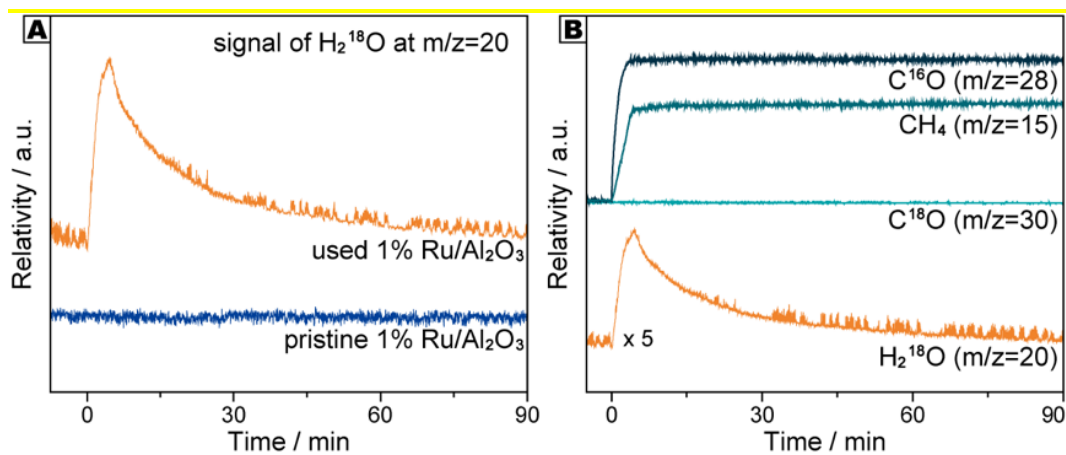 A
signal of H₂¹⁸O at m/z=20
used 1% Ru/Al₂O₃
pristine 1% Ru/Al₂O₃
Relativity / a.u.
0 30 60 90
Time / min
B
C¹⁶O (m/z=28)
CH₄ (m/z=15)
C¹⁸O (m/z=30)
x 5
H₂¹⁸O (m/z=20)
Relativity / a.u.
0 30 60 90
Time / min